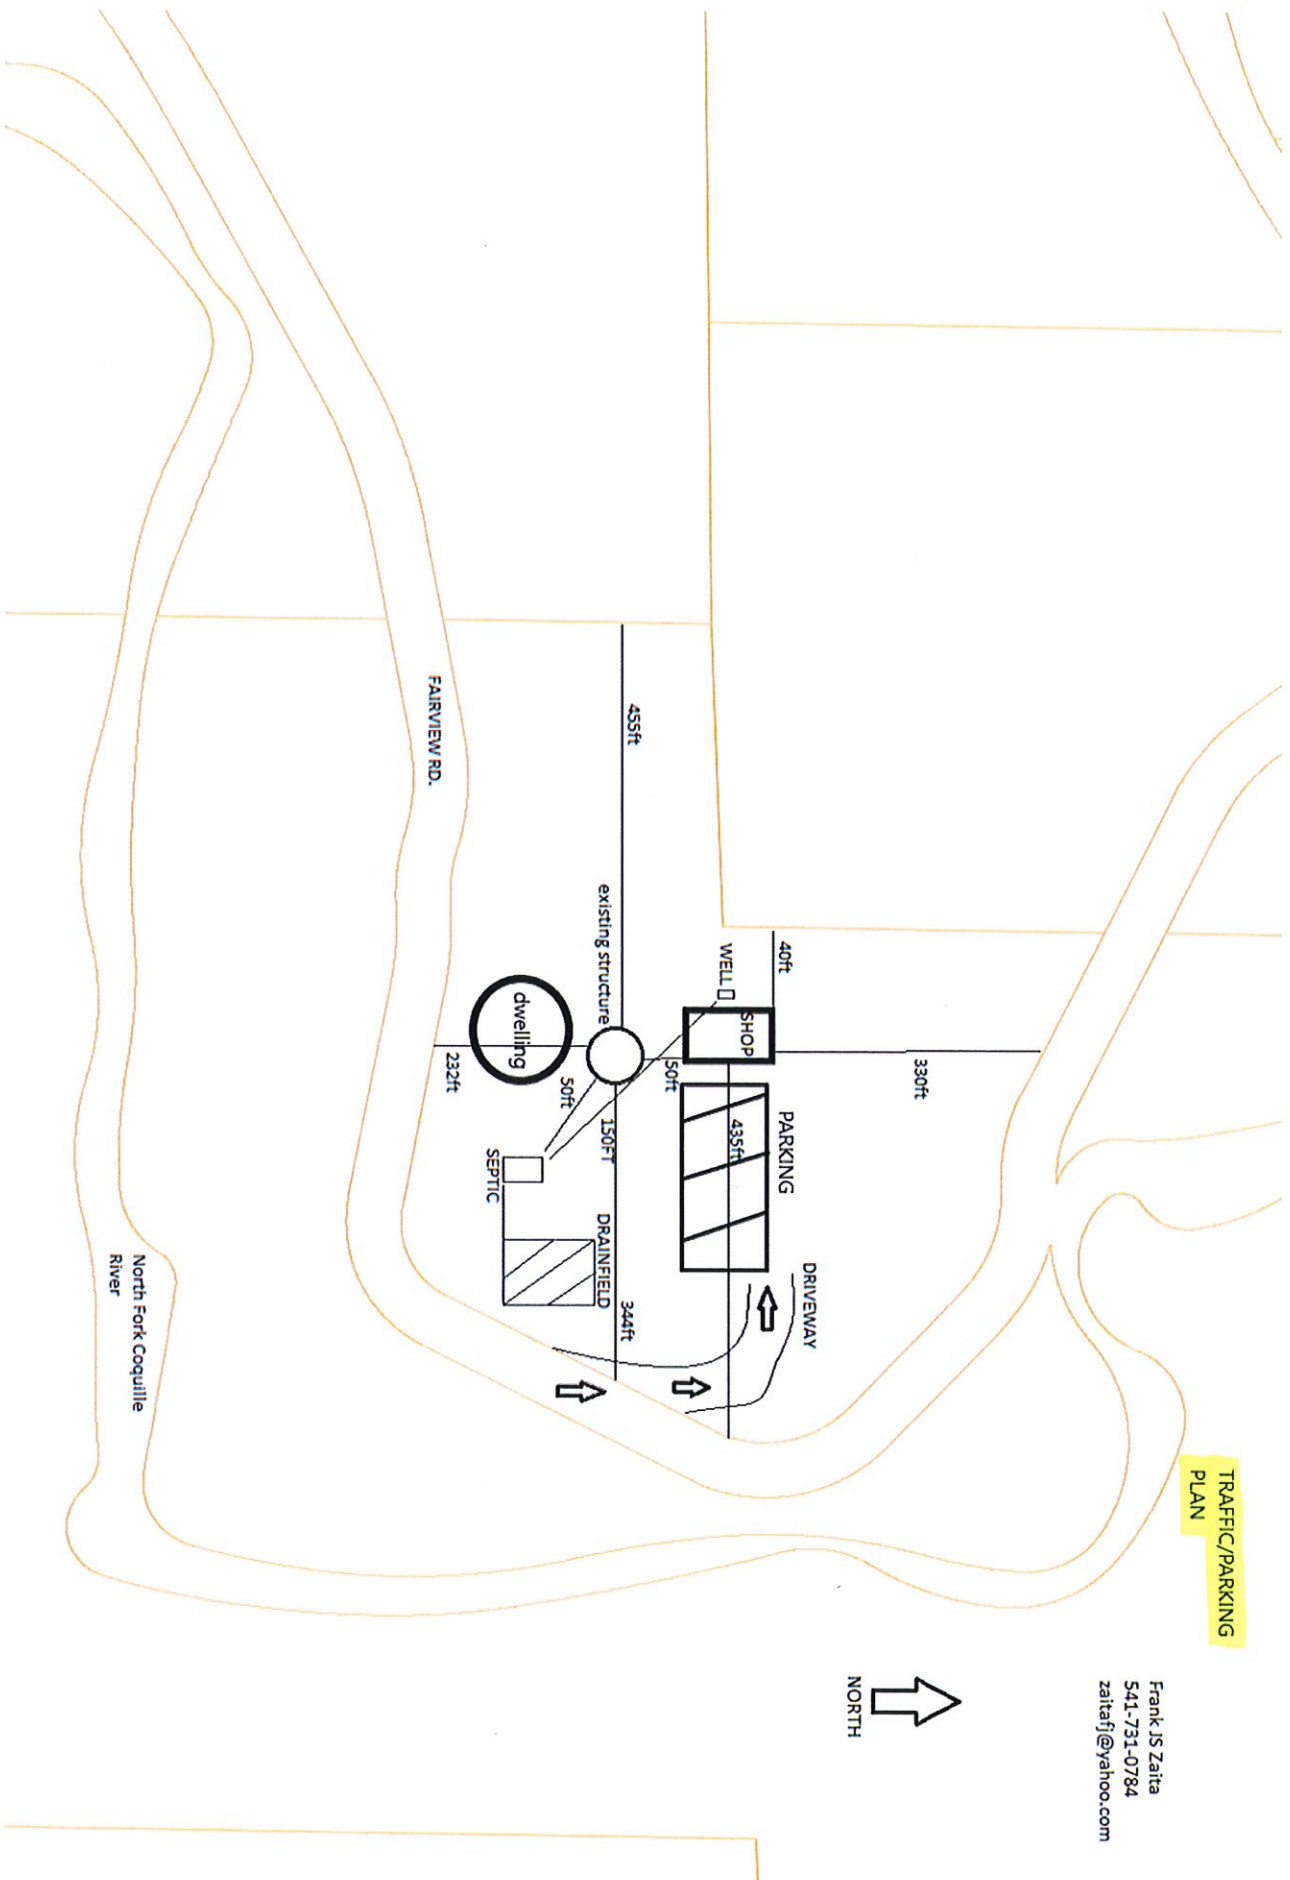 TRAFFIC/PARKING
PLAN
Frank JS Zaita
541-731-0784
zaitafj@yahoo.com
NORTH
330ft
40ft
WELL
SHOP
PARKING
435ft
DRIVEWAY
50ft
455ft
existing structure
150FT
344ft
dwelling
50ft
232ft
SEPTIC
DRAINFIELD
FAIRVIEW RD.
North Fork Coquille
River